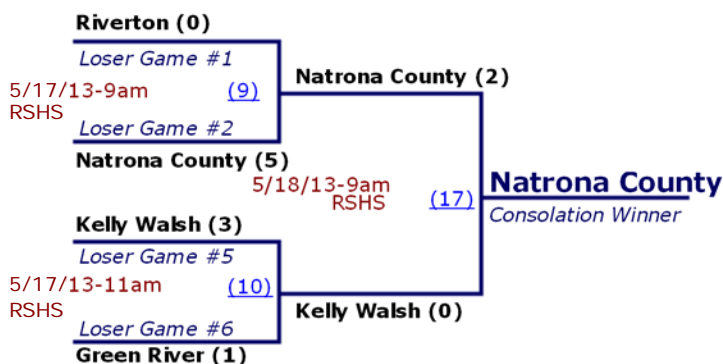 Riverton (0)
Loser Game #1
5/17/13-9am
RSHS
(9)
Loser Game #2
Natrona County (5)
Natrona County (2)
5/18/13-9am
RSHS
(17)
Natrona County
Consolation Winner
Kelly Walsh (3)
Loser Game #5
5/17/13-11am
RSHS
(10)
Loser Game #6
Green River (1)
Kelly Walsh (0)